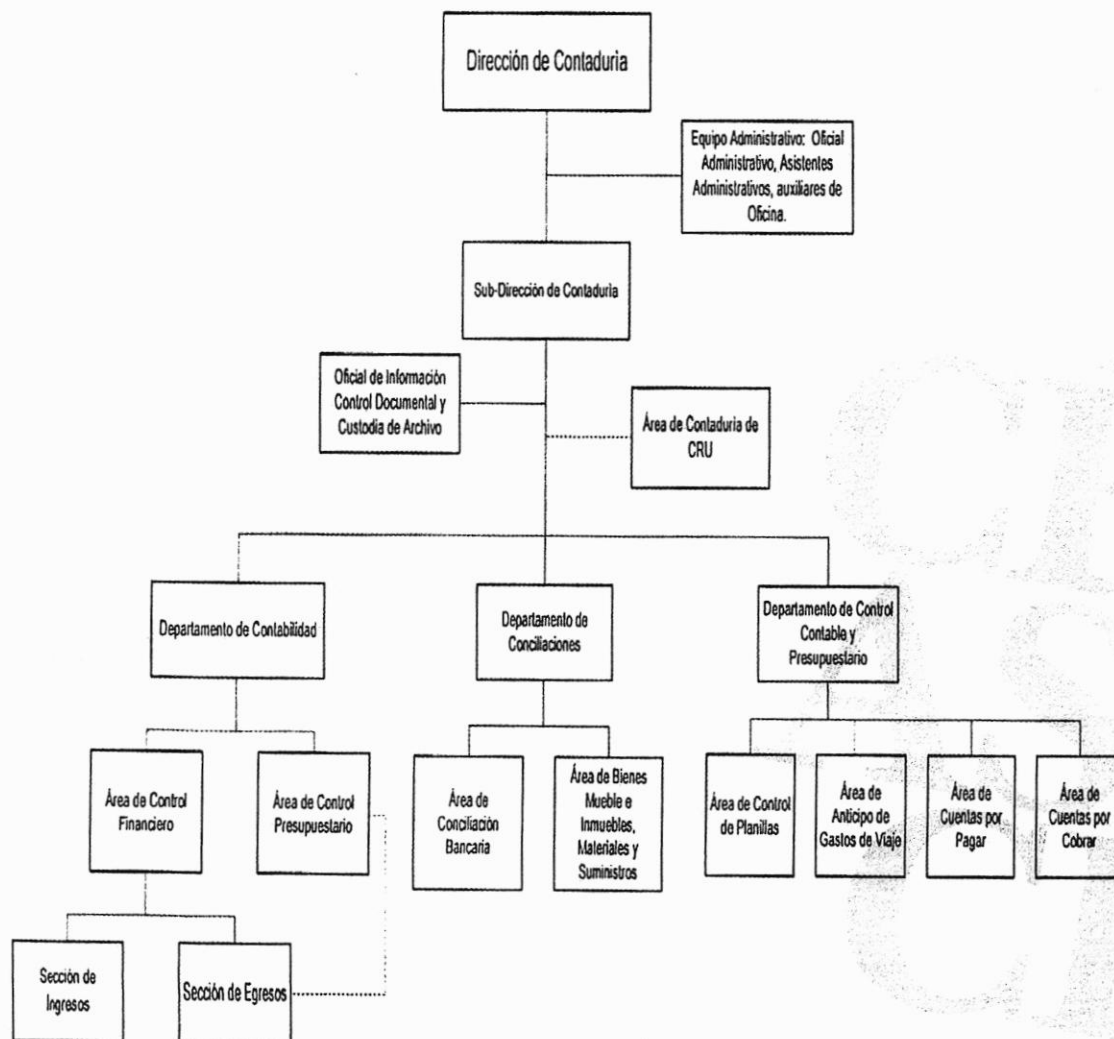 Dirección de Contaduria
Equipo Administrativo: Oficial
Administrativo, Asistentes
Administrativos, auxiliares de
Oficina.
Sub-Dirección de Contaduria
Oficial de Información
Control Documental y
Custodia de Archivo
Área de Contaduria de
CRU
Departamento de Contabilidad
Departamento de
Conciliaciones
Departamento de Control
Contable y
Presupuestario
Área de Control
Financiero
Área de Control
Presupuestario
Área de
Conciliación
Bancaria
Área de Bienes
Mueble e
Inmuebles,
Materiales y
Suministros
Área de Control
de Planillas
Área de
Anticipo de
Gastos de Viaje
Área de
Cuentas por
Pagar
Área de
Cuentas por
Cobrar
Sección de
Ingresos
Sección de Egresos